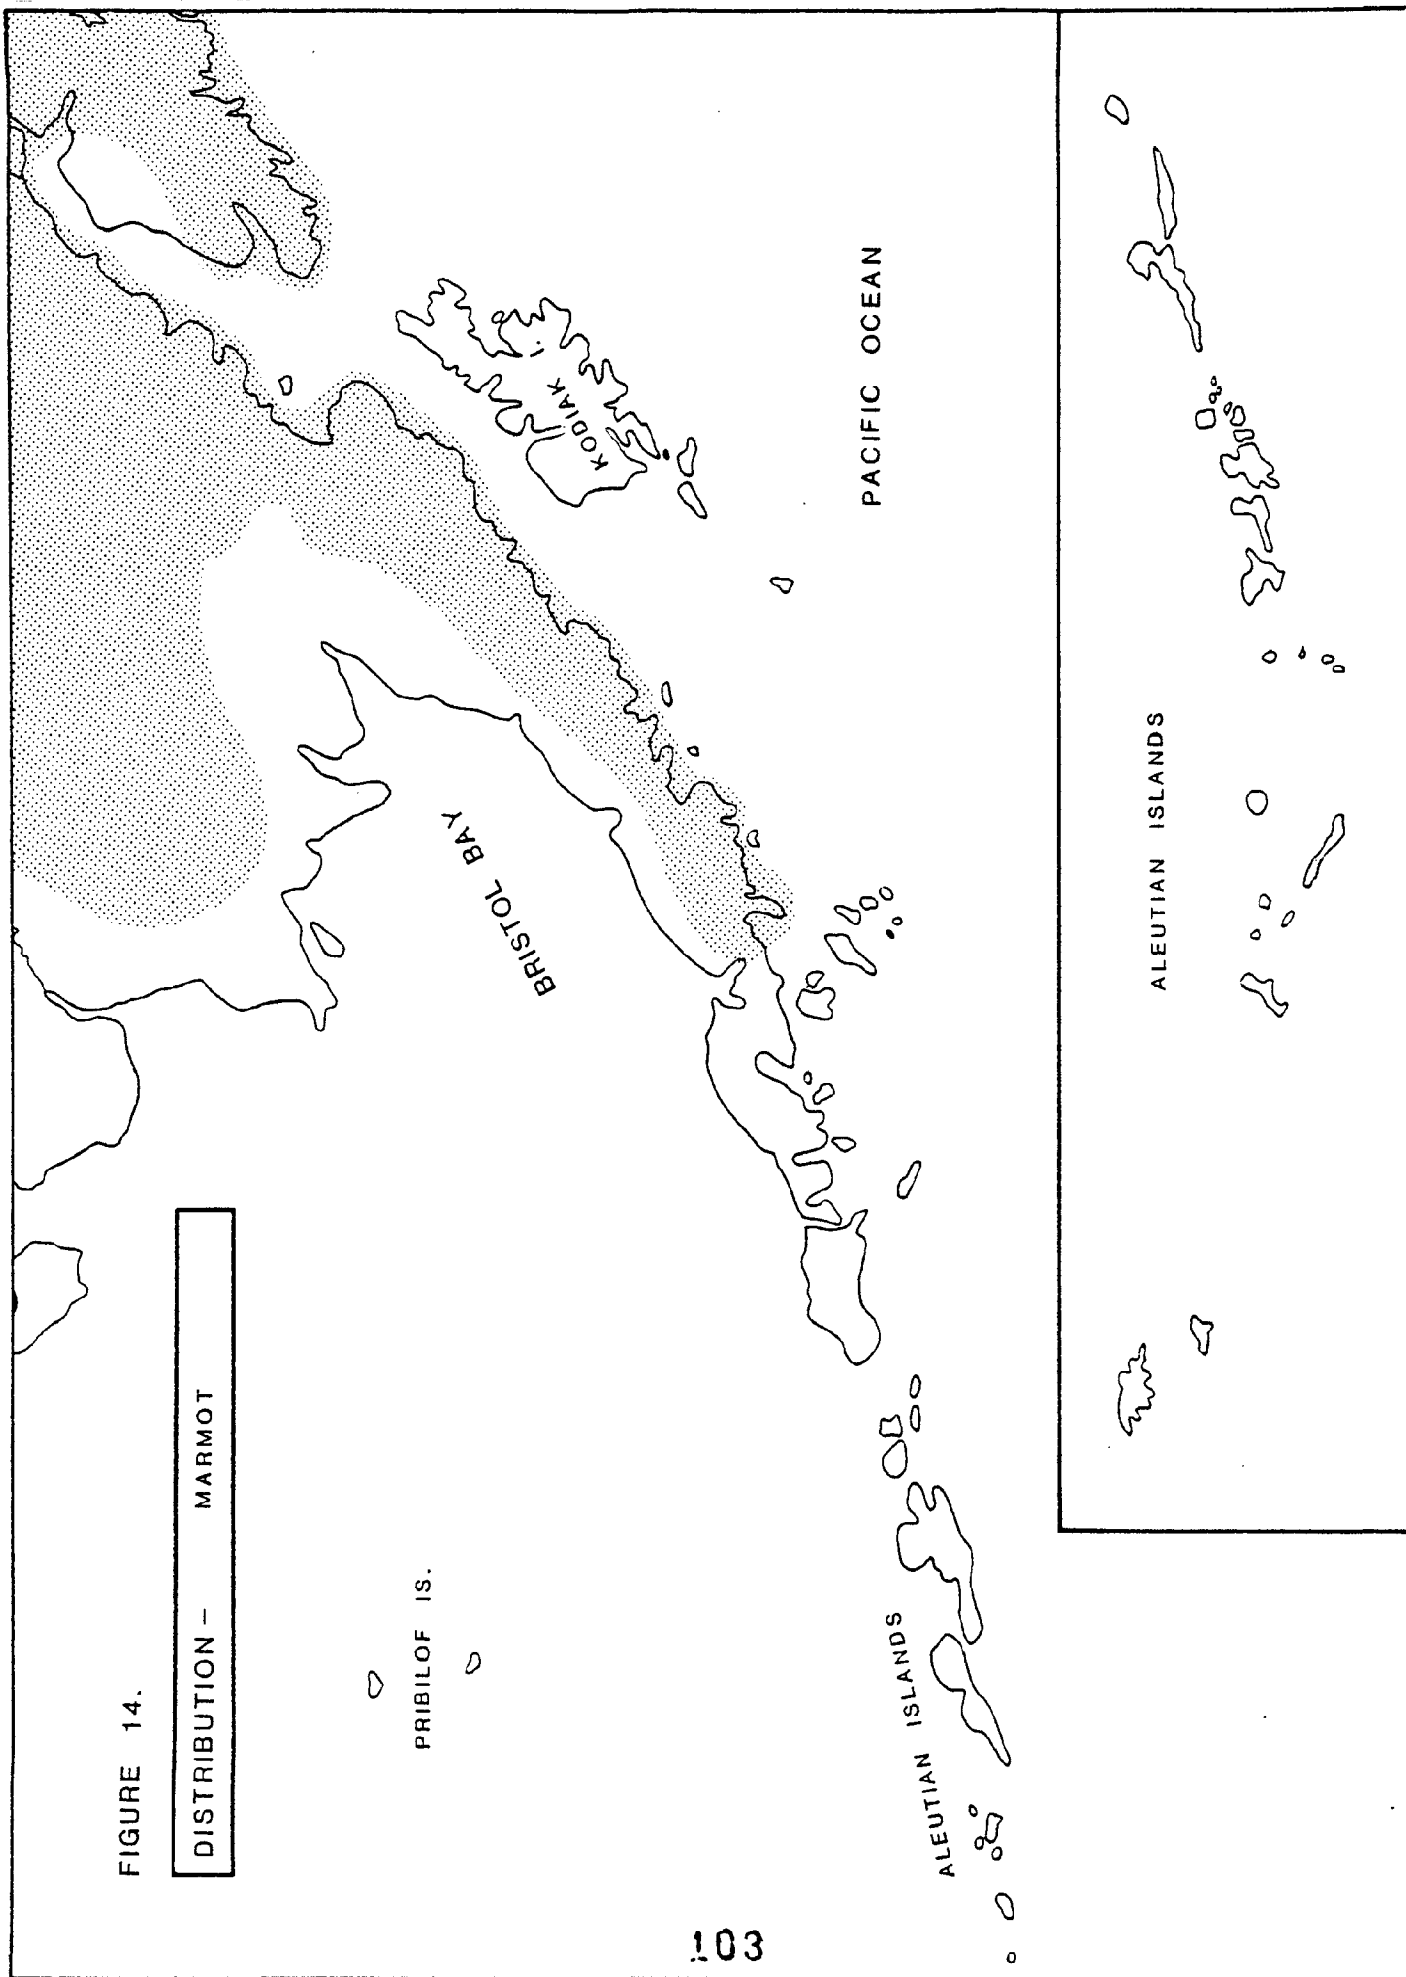 FIGURE 14.
DISTRIBUTION – MARMOT
PRIBILOF IS.
BRISTOL BAY
KODIAK
PACIFIC OCEAN
ALEUTIAN ISLANDS
ALEUTIAN ISLANDS
103